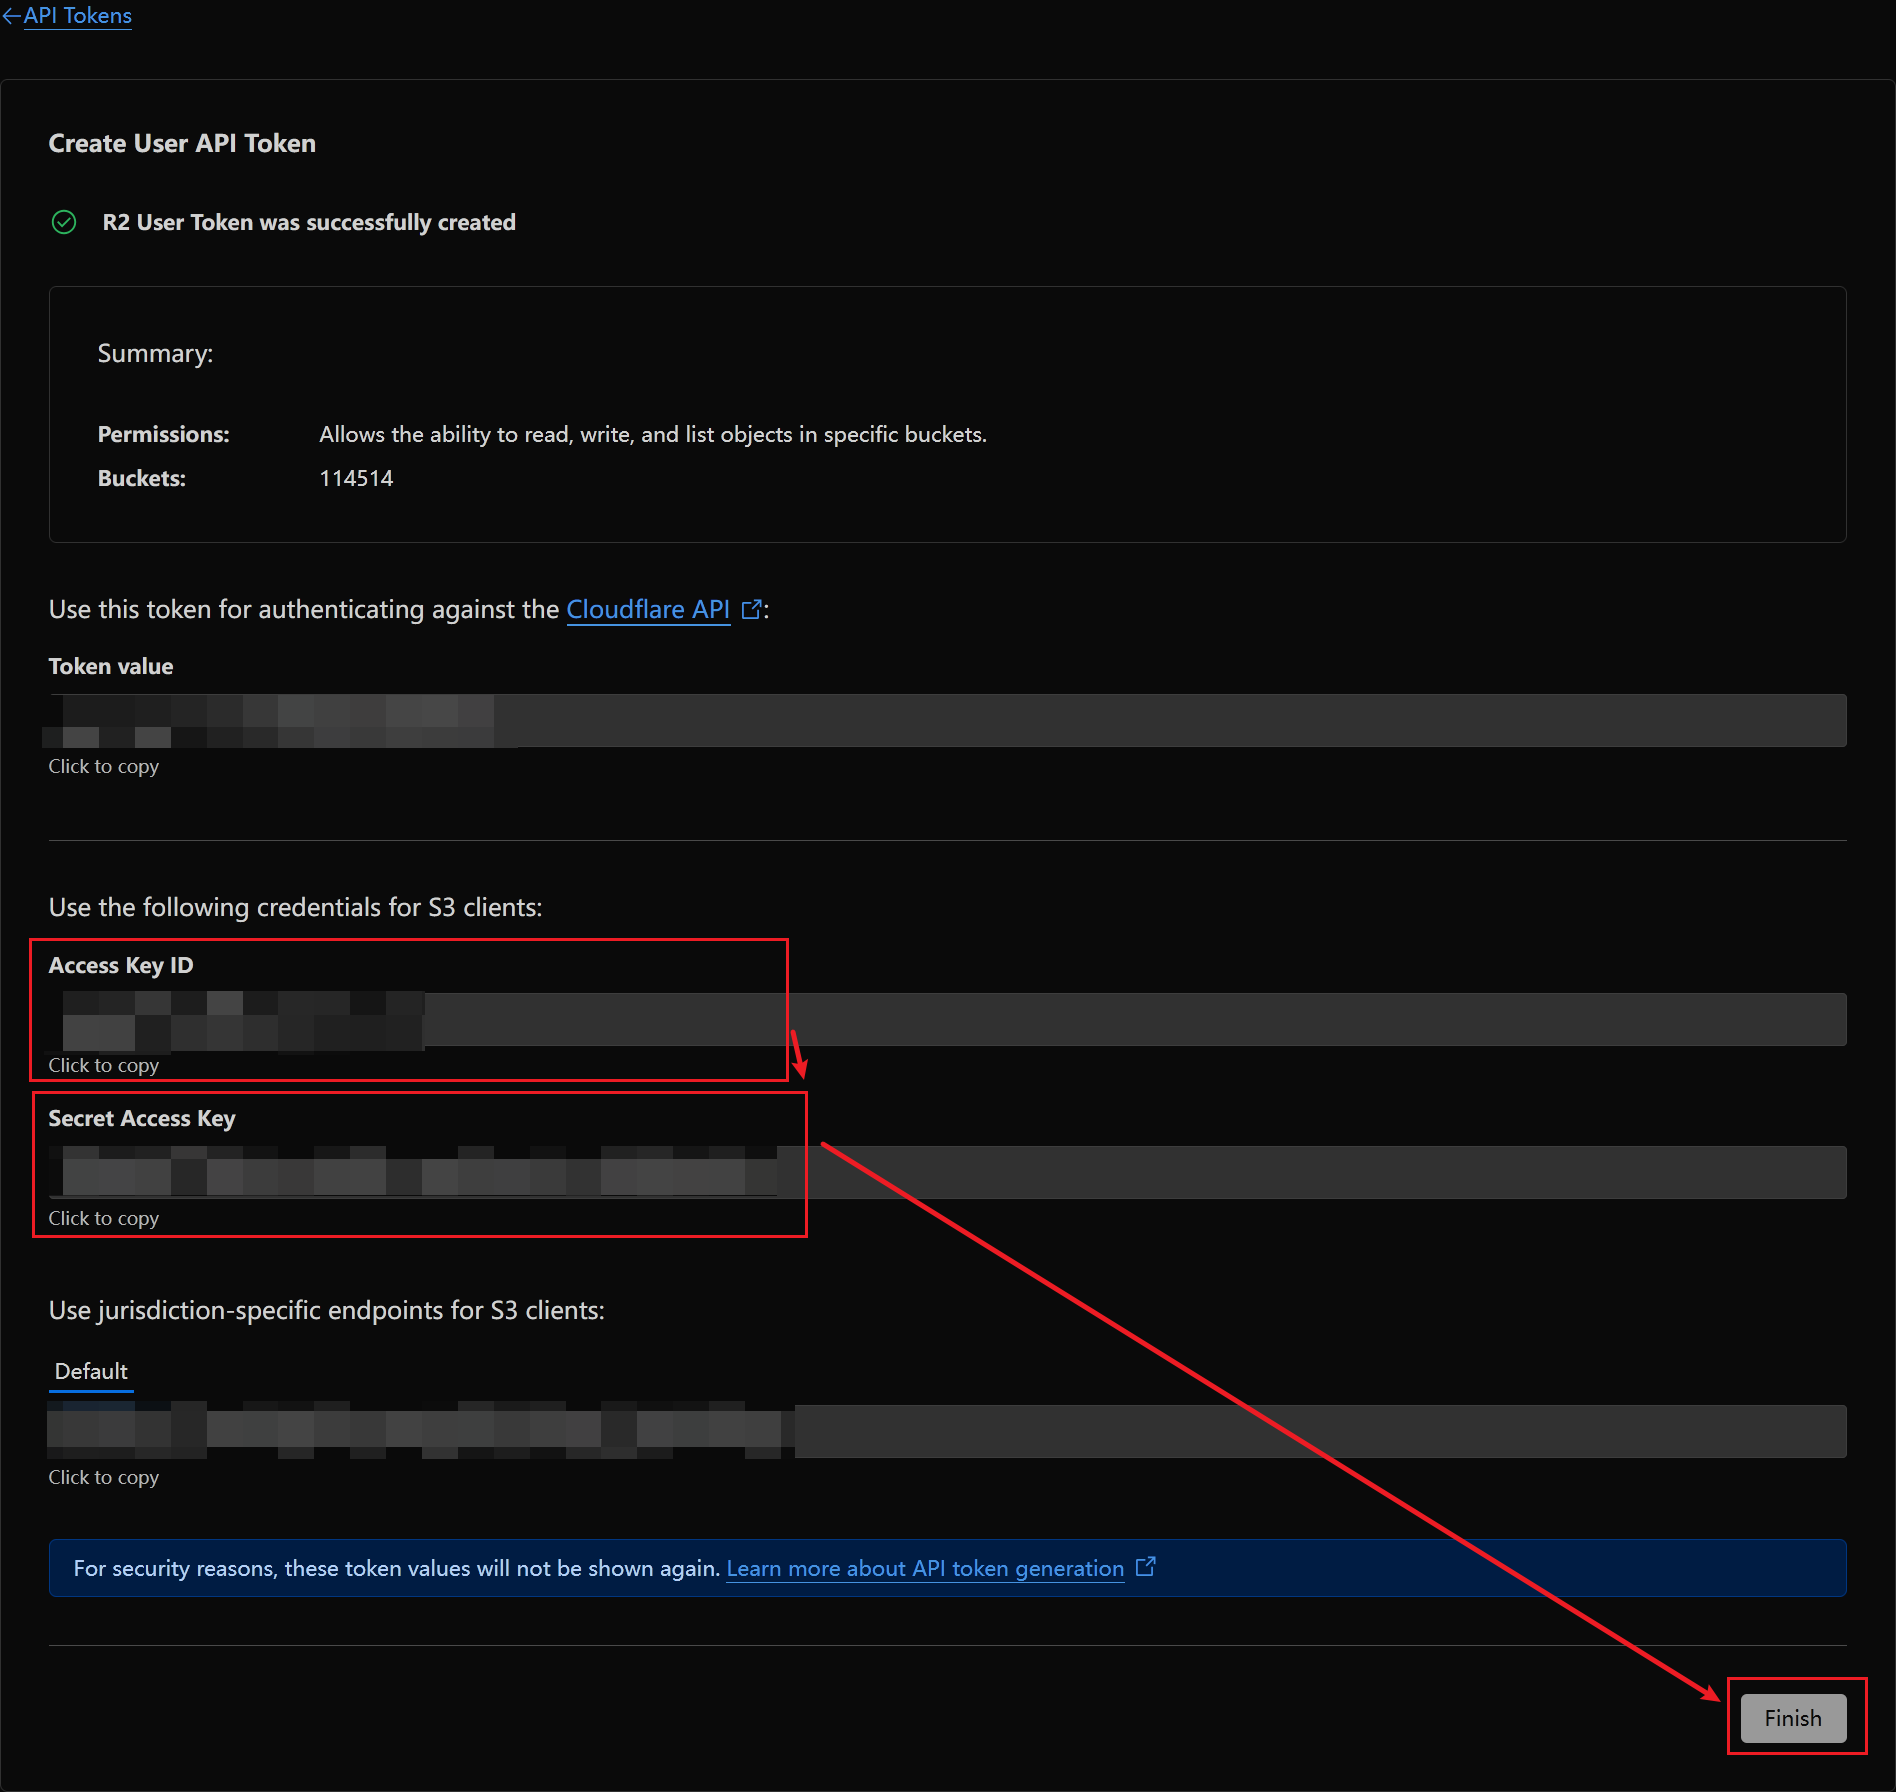 ←API Tokens
Create User API Token
R2 User Token was successfully created
Summary:
Permissions: Allows the ability to read, write, and list objects in specific buckets.
Buckets: 114514
Use this token for authenticating against the Cloudflare API :
Token value
Click to copy
Use the following credentials for S3 clients:
Access Key ID
Click to copy
Secret Access Key
Click to copy
Use jurisdiction-specific endpoints for S3 clients:
Default
Click to copy
For security reasons, these token values will not be shown again. Learn more about API token generation
Finish